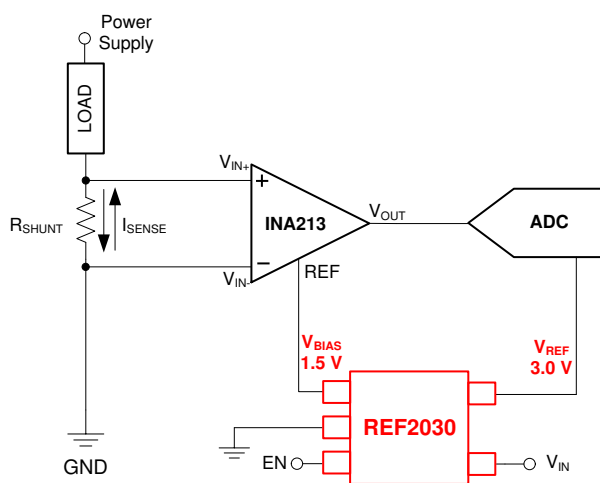 Power
Supply
LOAD
VIN+
RSHUNT
ISENSE
VIN-
INA213
REF
VOUT
ADC
VBIAS
1.5 V
VREF
3.0 V
REF2030
EN
VIN
GND